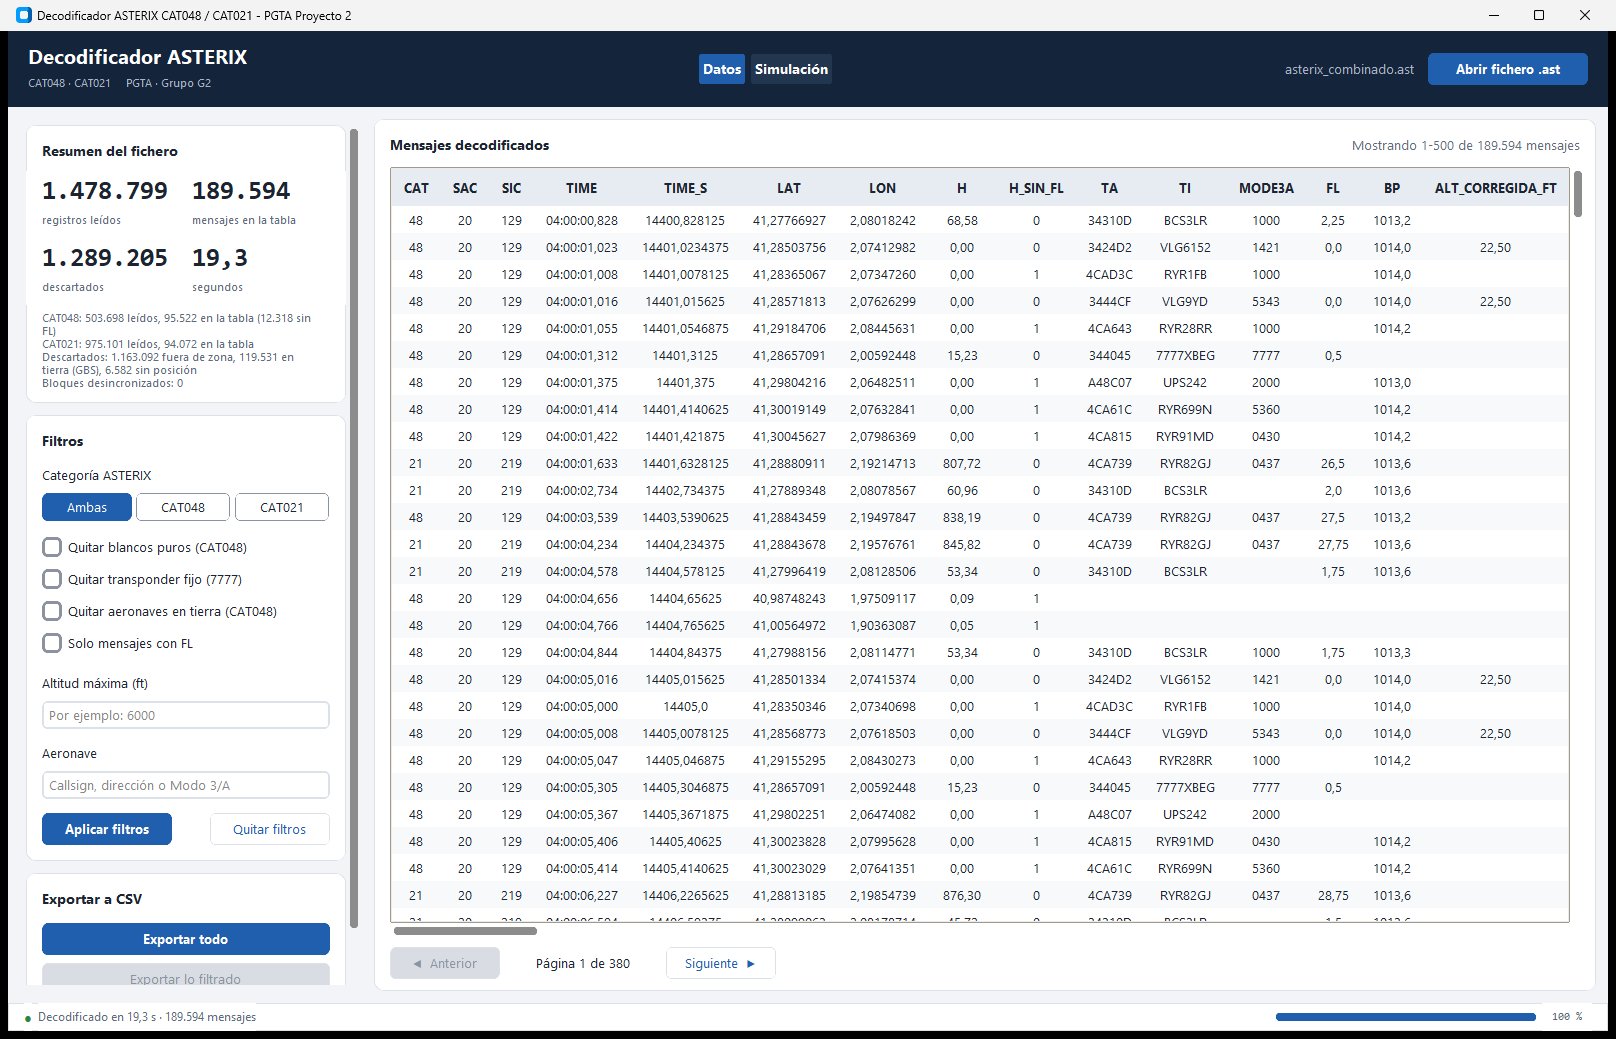 Decodificador ASTERIX CAT048 / CAT021 - PGTA Proyecto 2
Decodificador ASTERIX
CAT048 · CAT021 PGTA · Grupo G2
Datos Simulación
asterix_combinado.ast Abrir fichero .ast
Resumen del fichero
1.478.799 189.594
registros leídos mensajes en la tabla
1.289.205 19,3
descartados segundos
CAT048: 503.698 leídos, 95.522 en la tabla (12.318 sin
FL)
CAT021: 975.101 leídos, 94.072 en la tabla
Descartados: 1.163.092 fuera de zona, 119.531 en
tierra (GBS), 6.582 sin posición
Bloques desincronizados: 0
Filtros
Categoría ASTERIX
Ambas CAT048 CAT021
Quitar blancos puros (CAT048)
Quitar transponder fijo (7777)
Quitar aeronaves en tierra (CAT048)
Solo mensajes con FL
Altitud máxima (ft)
Por ejemplo: 6000
Aeronave
Callsign, dirección o Modo 3/A
Aplicar filtros Quitar filtros
Exportar a CSV
Exportar todo
Exportar lo filtrado
Mensajes decodificados Mostrando 1-500 de 189.594 mensajes
CAT SAC SIC TIME TIME_S LAT LON H H_SIN_FL TA TI MODE3A FL BP ALT_CORREGIDA_FT
48 20 129 04:00:00,828 14400,828125 41,27766927 2,08018242 68,58 0 34310D BCS3LR 1000 2,25 1013,2
48 20 129 04:00:01,023 14401,0234375 41,28503756 2,07412982 0,00 0 3424D2 VLG6152 1421 0,0 1014,0 22,50
48 20 129 04:00:01,008 14401,0078125 41,28365067 2,07347260 0,00 1 4CAD3C RYR1FB 1000 1014,0
48 20 129 04:00:01,016 14401,015625 41,28571813 2,07626299 0,00 0 3444CF VLG9YD 5343 0,0 1014,0 22,50
48 20 129 04:00:01,055 14401,0546875 41,29184706 2,08445631 0,00 1 4CA643 RYR28RR 1000 1014,2
48 20 129 04:00:01,312 14401,3125 41,28657091 2,00592448 15,23 0 344045 7777XBEG 7777 0,5
48 20 129 04:00:01,375 14401,375 41,29804216 2,06482511 0,00 1 A48C07 UPS242 2000 1013,0
48 20 129 04:00:01,414 14401,4140625 41,30019149 2,07632841 0,00 1 4CA61C RYR699N 5360 1014,2
48 20 129 04:00:01,422 14401,421875 41,30045627 2,07986369 0,00 1 4CA815 RYR91MD 0430 1014,2
21 20 219 04:00:01,633 14401,6328125 41,28880911 2,19214713 807,72 0 4CA739 RYR82GJ 0437 26,5 1013,6
21 20 219 04:00:02,734 14402,734375 41,27889348 2,08078567 60,96 0 34310D BCS3LR 2,0 1013,6
48 20 219 04:00:03,539 14403,5390625 41,28843459 2,19497847 838,19 0 4CA739 RYR82GJ 0437 27,5 1013,2
21 20 219 04:00:04,234 14404,234375 41,28843678 2,19576761 845,82 0 4CA739 RYR82GJ 0437 27,75 1013,6
21 20 219 04:00:04,578 14404,578125 41,27996419 2,08128506 53,34 0 34310D BCS3LR 1,75 1013,6
48 20 129 04:00:04,656 14404,65625 40,98748243 1,97509117 0,09 1
48 20 129 04:00:04,766 14404,765625 41,00564972 1,90363087 0,05 1
48 20 129 04:00:04,844 14404,84375 41,27988156 2,08114771 53,34 0 34310D BCS3LR 1000 1,75 1013,3
48 20 129 04:00:05,016 14405,015625 41,28501334 2,07415374 0,00 0 3424D2 VLG6152 1421 0,0 1014,0 22,50
48 20 129 04:00:05,000 14405,0 41,28350346 2,07340698 0,00 1 4CAD3C RYR1FB 1000 1014,0
48 20 129 04:00:05,008 14405,0078125 41,28568773 2,07618503 0,00 0 3444CF VLG9YD 5343 0,0 1014,0 22,50
48 20 129 04:00:05,047 14405,046875 41,29155295 2,08430273 0,00 1 4CA643 RYR28RR 1000 1014,2
48 20 129 04:00:05,305 14405,3046875 41,28657091 2,00592448 15,23 0 344045 7777XBEG 7777 0,5
48 20 129 04:00:05,367 14405,3671875 41,29802251 2,06474082 0,00 1 A48C07 UPS242 2000
48 20 129 04:00:05,406 14405,40625 41,30023828 2,07995628 0,00 1 4CA815 RYR91MD 0430 1014,2
48 20 129 04:00:05,414 14405,4140625 41,30023029 2,07641351 0,00 1 4CA61C RYR699N 5360 1014,2
21 20 219 04:00:06,227 14406,2265625 41,28813185 2,19854739 876,30 0 4CA739 RYR82GJ 0437 28,75 1013,6
◄ Anterior Página 1 de 380 Siguiente ►
Decodificado en 19,3 s · 189.594 mensajes 100 %